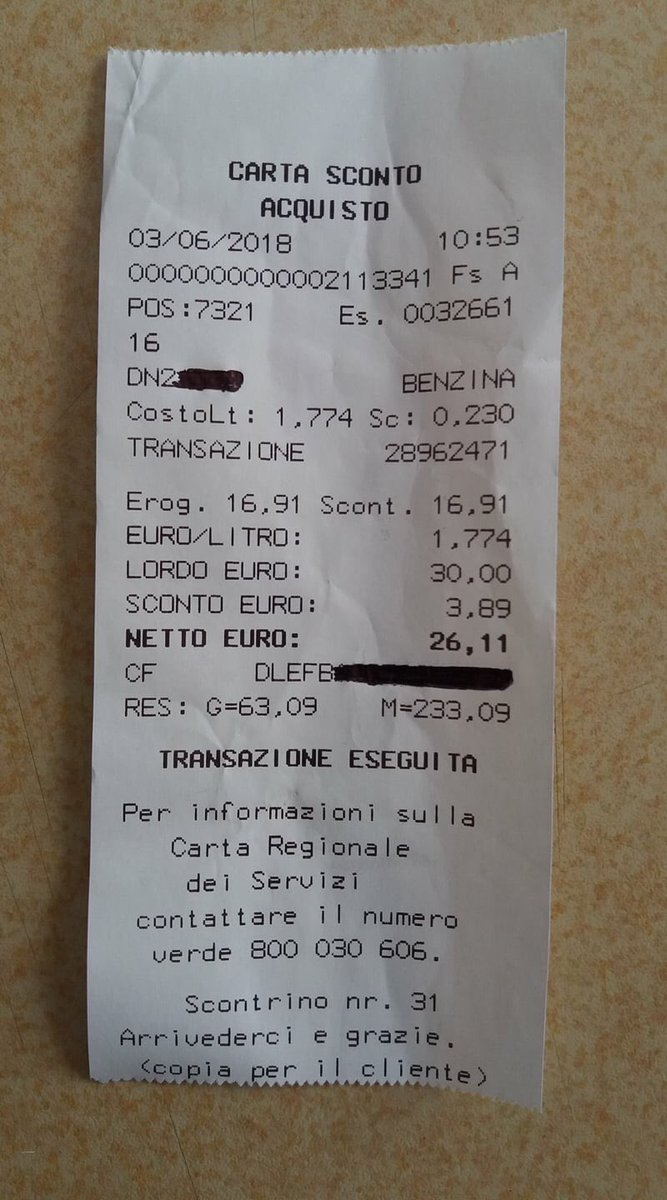 CARTA SCONTO
ACQUISTO
03/06/2018 10:53
0000000000002113341 Fs A
POS:7321 Es. 0032661
16
DN2 BENZINA
CostoLt: 1,774 Sc: 0,230
TRANSAZIONE 28962471
Erog. 16,91 Scont. 16,91
EURO/LITRO: 1,774
LORDO EURO: 30,00
SCONTO EURO: 3,89
NETTO EURO: 26,11
CF DLEFB
RES: G=63,09 M=233,09
TRANSAZIONE ESEGUITA
Per informazioni sulla
Carta Regionale
dei Servizi
contattare il numero
verde 800 030 606.
Scontrino nr. 31
Arrivederci e grazie.
(copia per il cliente)